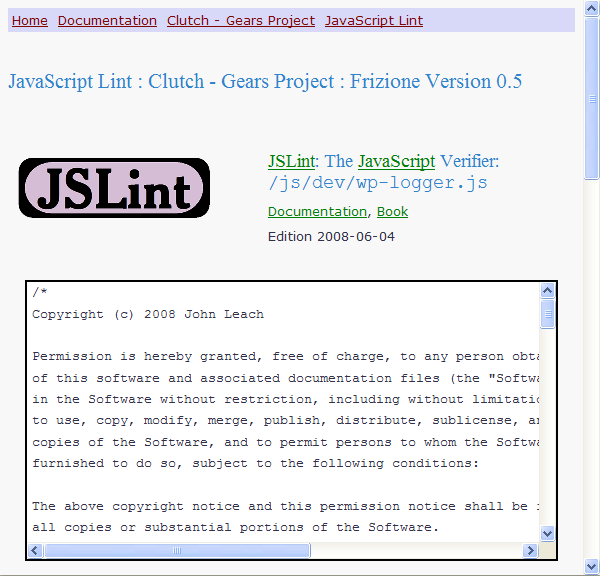 Home Documentation Clutch - Gears Project JavaScript Lint
JavaScript Lint : Clutch - Gears Project : Frizione Version 0.5
JSLint
JSLint: The JavaScript Verifier:
/js/dev/wp-logger.js
Documentation, Book
Edition 2008-06-04
/*
Copyright (c) 2008 John Leach
Permission is hereby granted, free of charge, to any person obta
of this software and associated documentation files (the "Softwa
in the Software without restriction, including without limitatio
to use, copy, modify, merge, publish, distribute, sublicense, an
copies of the Software, and to permit persons to whom the Softwa
furnished to do so, subject to the following conditions:
The above copyright notice and this permission notice shall be
all copies or substantial portions of the Software.